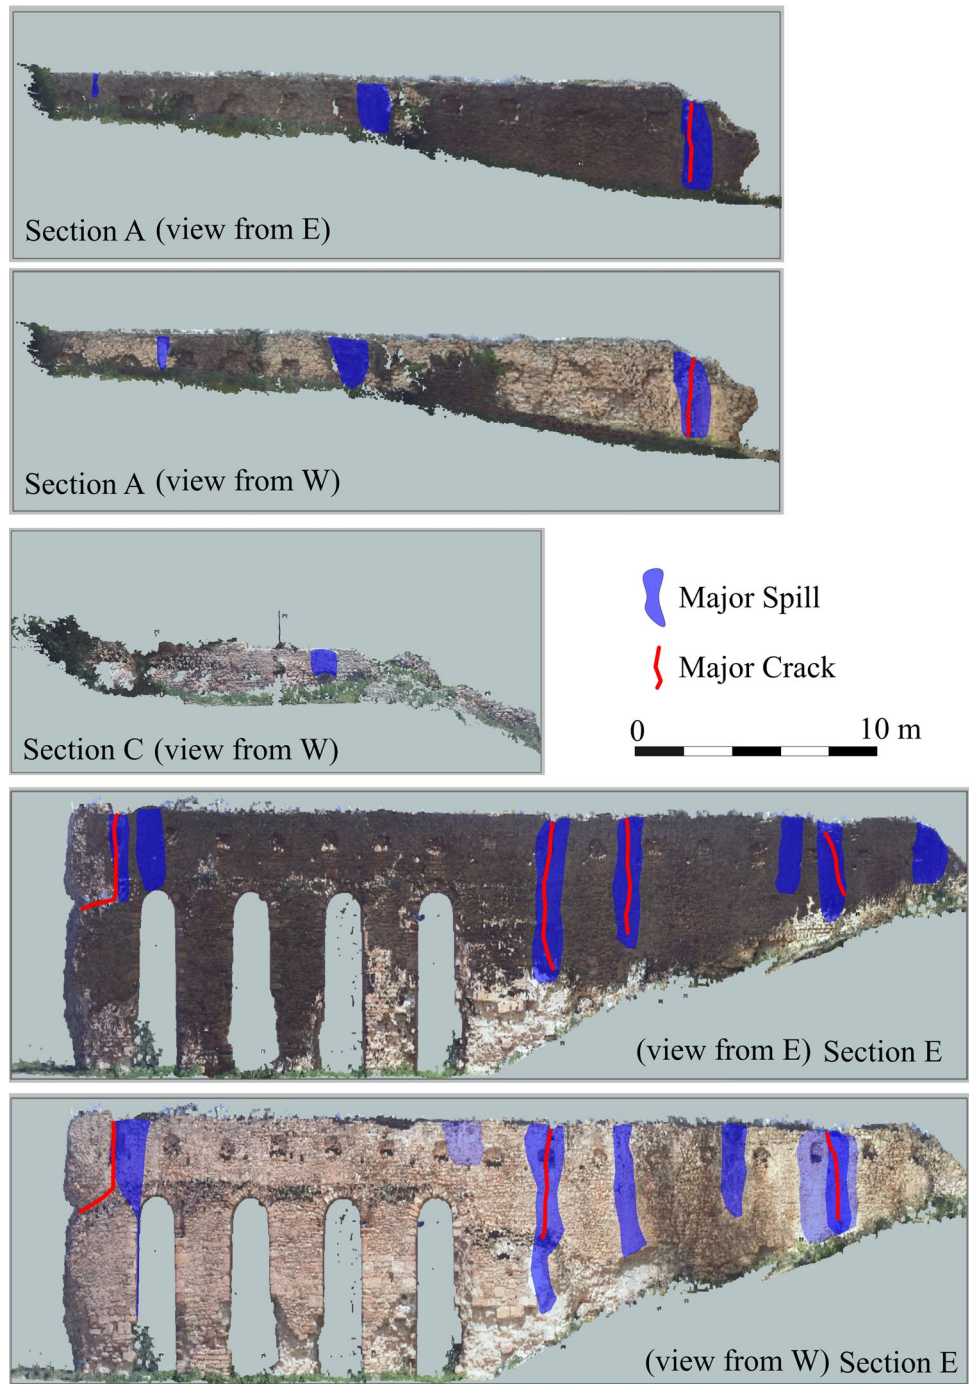 Section A (view from E)
Section A (view from W)
Major Spill
Major Crack
0 10 m
Section C (view from W)
(view from E) Section E
(view from W) Section E